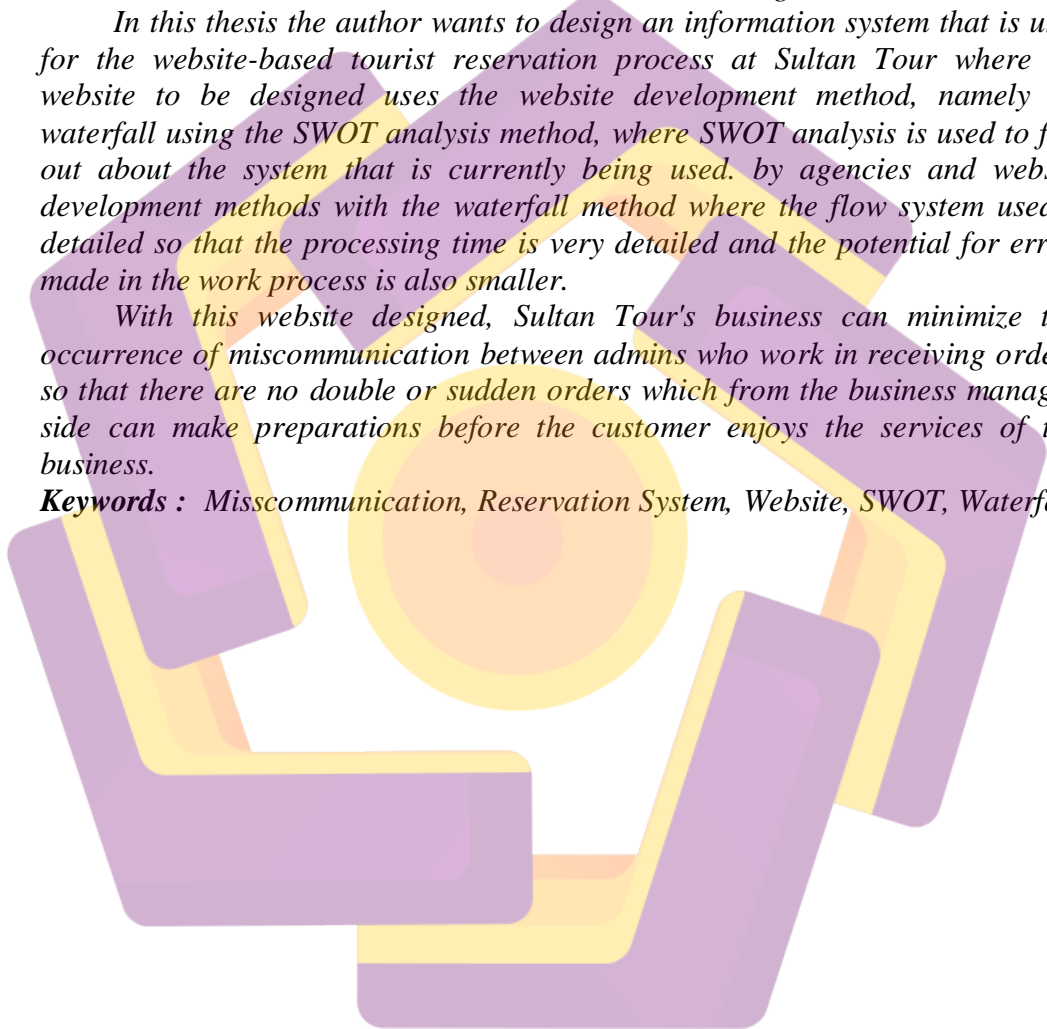 In this thesis the author wants to design an information system that is
for the website-based tourist reservation process at Sultan Tour where
website to be designed uses the website development method, namely
waterfall using the SWOT analysis method, where SWOT analysis is used to
out about the system that is currently being used. by agencies and
development methods with the waterfall method where the flow system used
detailed so that the processing time is very detailed and the potential for
made in the work process is also smaller.
With this website designed, Sultan Tour's business can minimize
occurrence of miscommunication between admins who work in receiving
so that there are no double or sudden orders which from the business
side can make preparations before the customer enjoys the services of
business.
Keywords : Misscommunication, Reservation System, Website, SWOT,